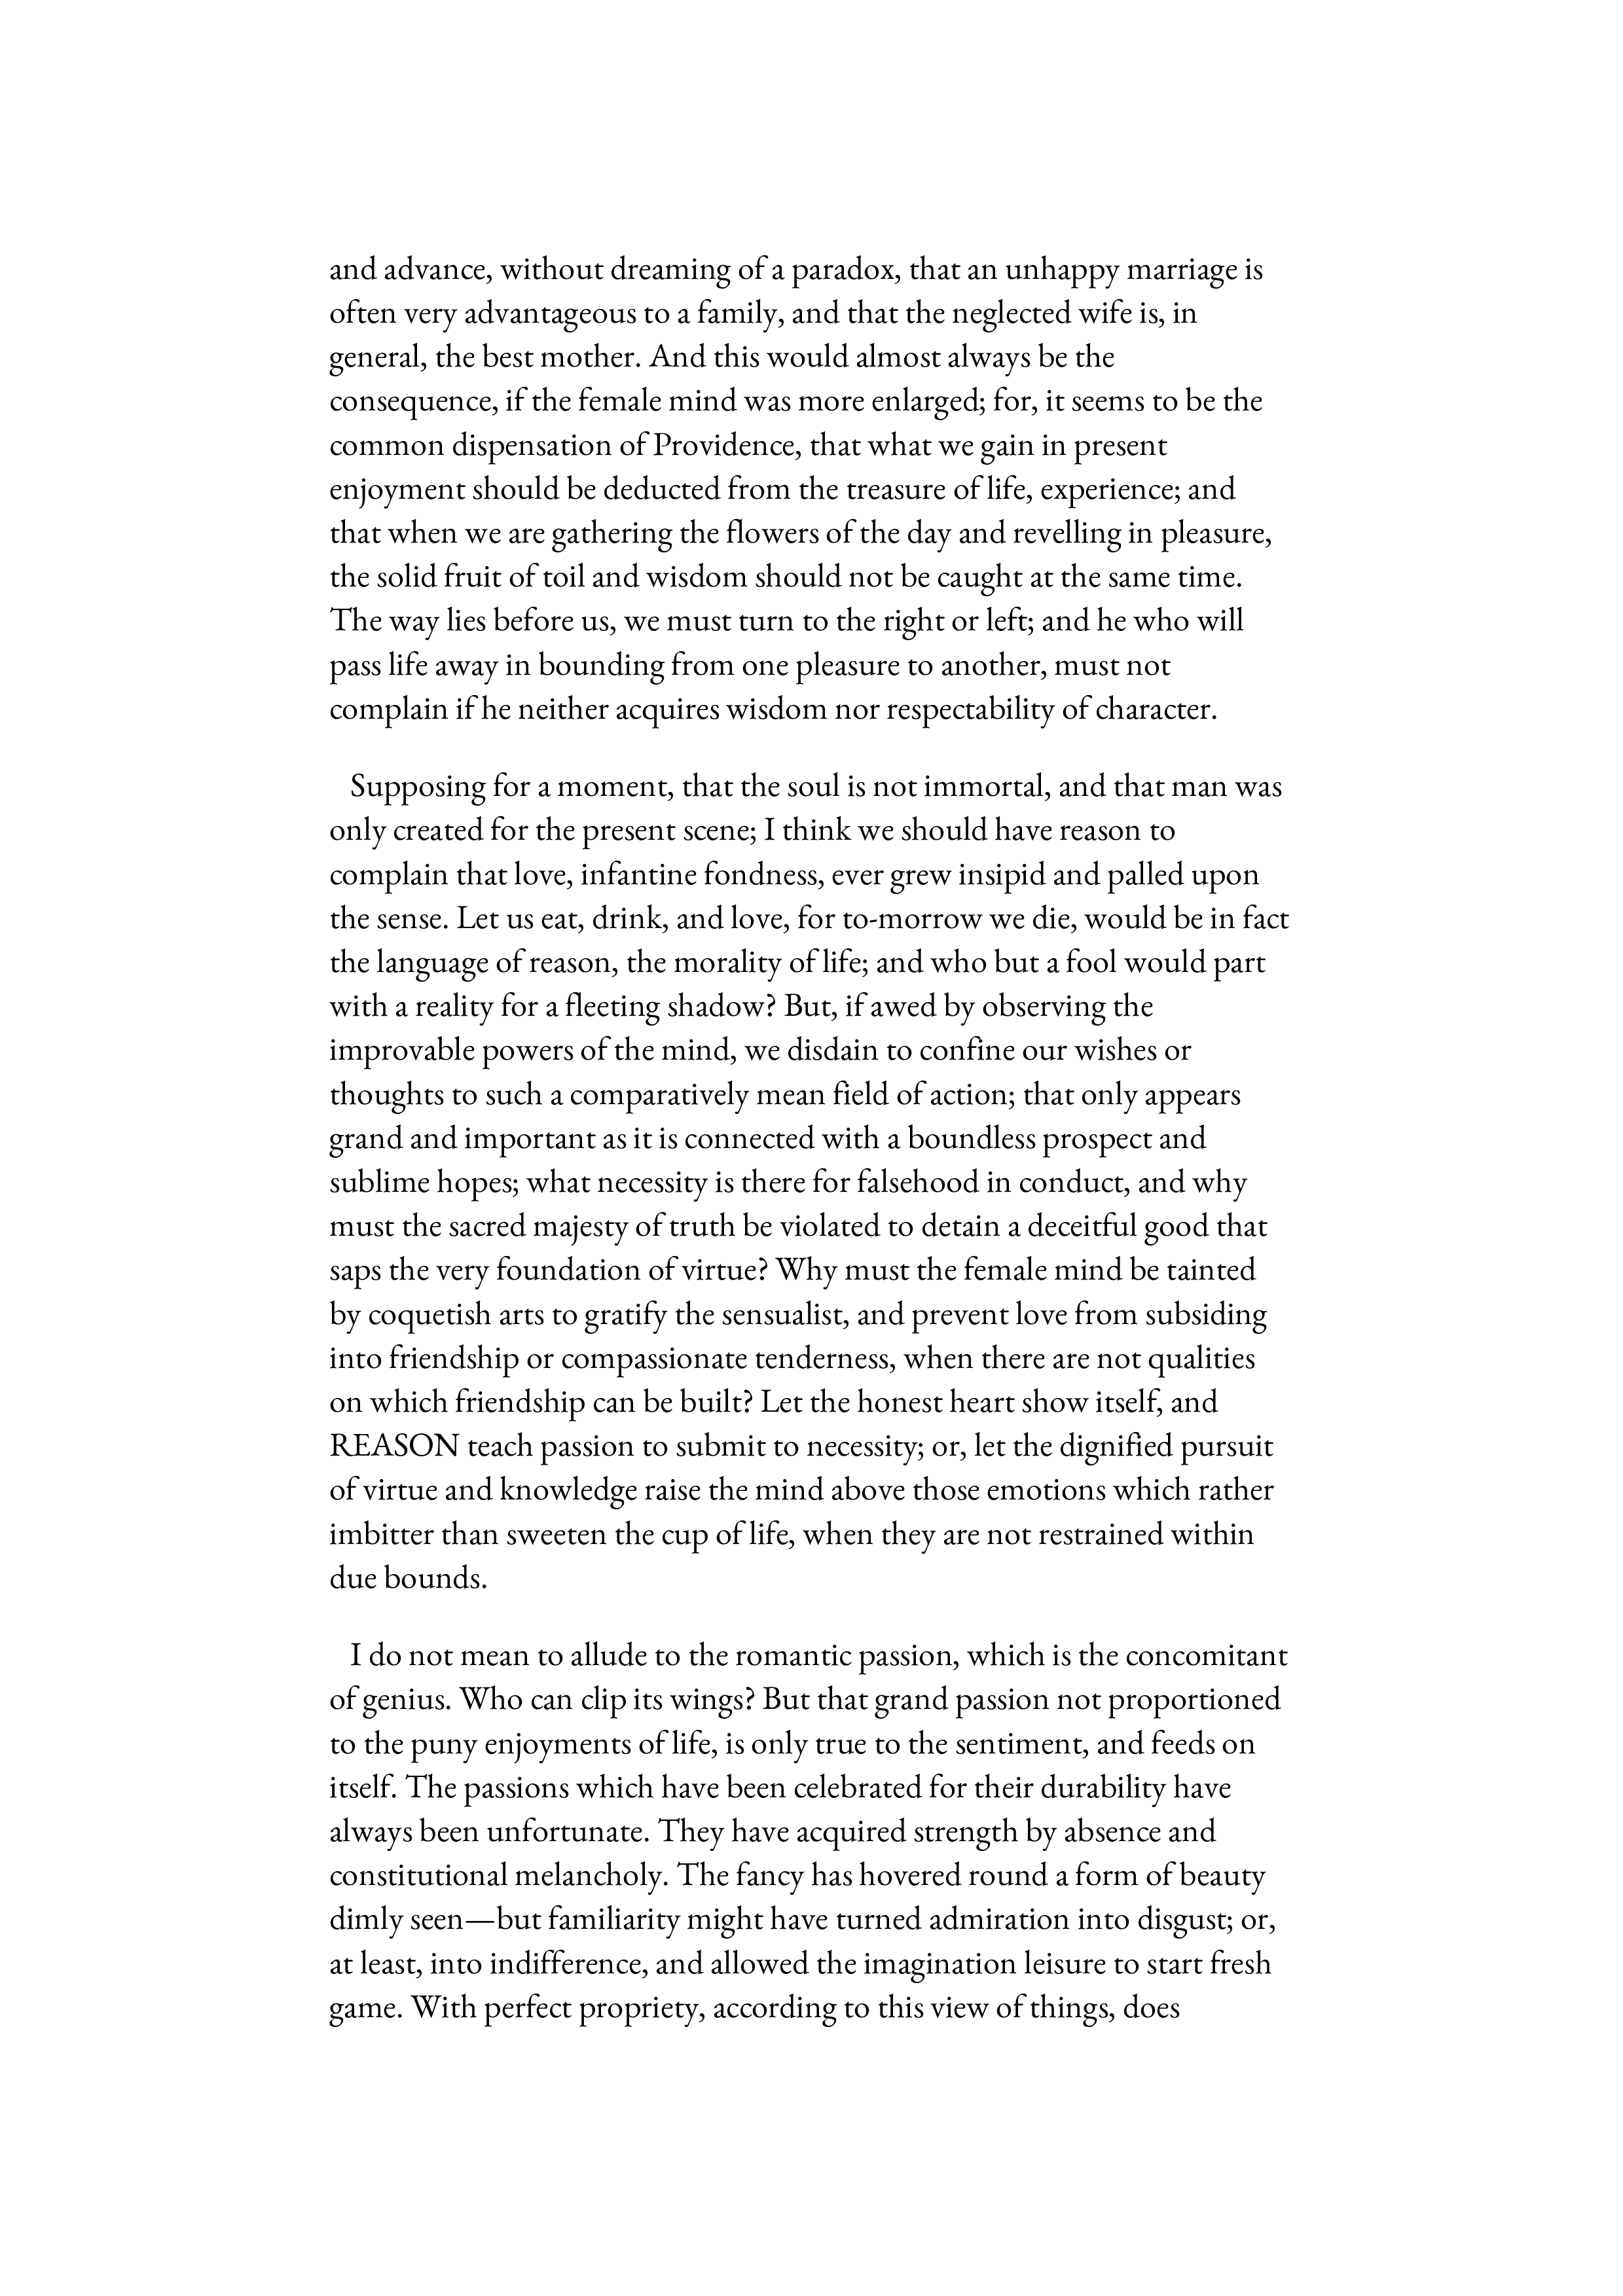 and advance, without dreaming of a paradox, that an unhappy marriage is
often very advantageous to a family, and that the neglected wife is, in
general, the best mother. And this would almost always be the
consequence, if the female mind was more enlarged; for, it seems to be the
common dispensation of Providence, that what we gain in present
enjoyment should be deducted from the treasure of life, experience; and
that when we are gathering the flowers of the day and revelling in pleasure,
the solid fruit of toil and wisdom should not be caught at the same time.
The way lies before us, we must turn to the right or left; and he who will
pass life away in bounding from one pleasure to another, must not
complain if he neither acquires wisdom nor respectability of character.
Supposing for a moment, that the soul is not immortal, and that man was
only created for the present scene; I think we should have reason to
complain that love, infantine fondness, ever grew insipid and palled upon
the sense. Let us eat, drink, and love, for to-morrow we die, would be in fact
the language of reason, the morality of life; and who but a fool would part
with a reality for a fleeting shadow? But, if awed by observing the
improvable powers of the mind, we disdain to confine our wishes or
thoughts to such a comparatively mean field of action; that only appears
grand and important as it is connected with a boundless prospect and
sublime hopes; what necessity is there for falsehood in conduct, and why
must the sacred majesty of truth be violated to detain a deceitful good that
saps the very foundation of virtue? Why must the female mind be tainted
by coquetish arts to gratify the sensualist, and prevent love from subsiding
into friendship or compassionate tenderness, when there are not qualities
on which friendship can be built? Let the honest heart show itself, and
REASON teach passion to submit to necessity; or, let the dignified pursuit
of virtue and knowledge raise the mind above those emotions which rather
imbitter than sweeten the cup of life, when they are not restrained within
due bounds.
I do not mean to allude to the romantic passion, which is the concomitant
of genius. Who can clip its wings? But that grand passion not proportioned
to the puny enjoyments of life, is only true to the sentiment, and feeds on
itself. The passions which have been celebrated for their durability have
always been unfortunate. They have acquired strength by absence and
constitutional melancholy. The fancy has hovered round a form of beauty
dimly seen—but familiarity might have turned admiration into disgust; or,
at least, into indifference, and allowed the imagination leisure to start fresh
game. With perfect propriety, according to this view of things, does